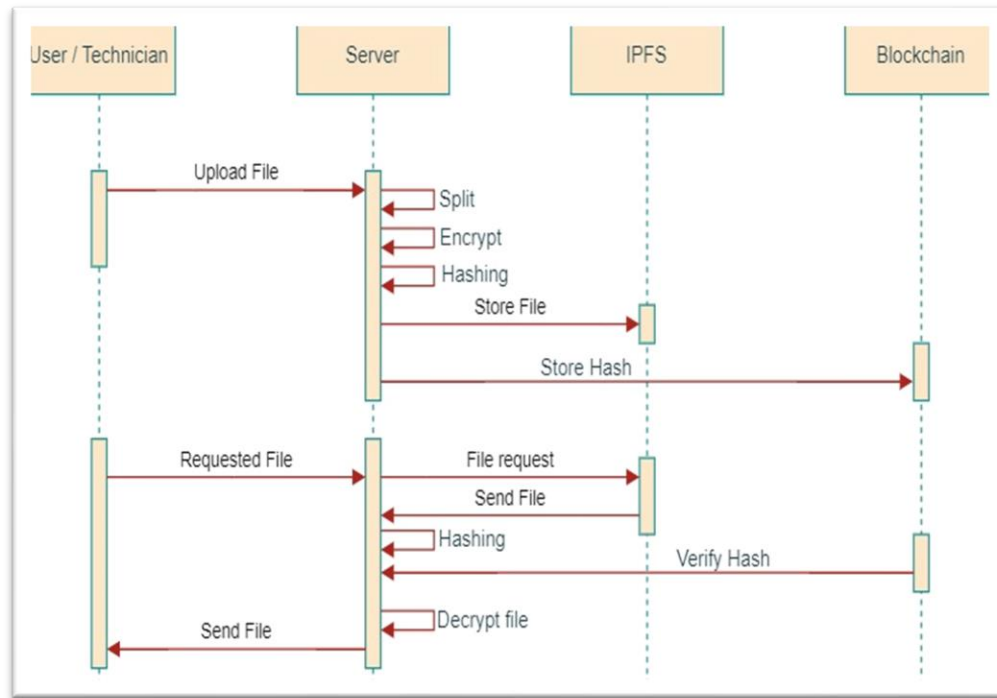 User / Technician
Server
IPFS
Blockchain
Upload File
Split
Encrypt
Hashing
Store File
Store Hash
Requested File
File request
Send File
Hashing
Verify Hash
Decrypt file
Send File